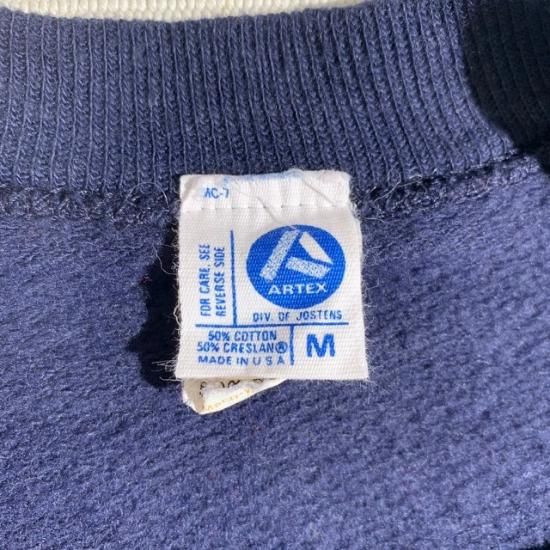 AC-7
FOR CARE, SEE
REVERSE SIDE
ARTEX
DIV. OF JOSTENS
50% COTTON
50% CRESLAN®
MADE IN U S A
M